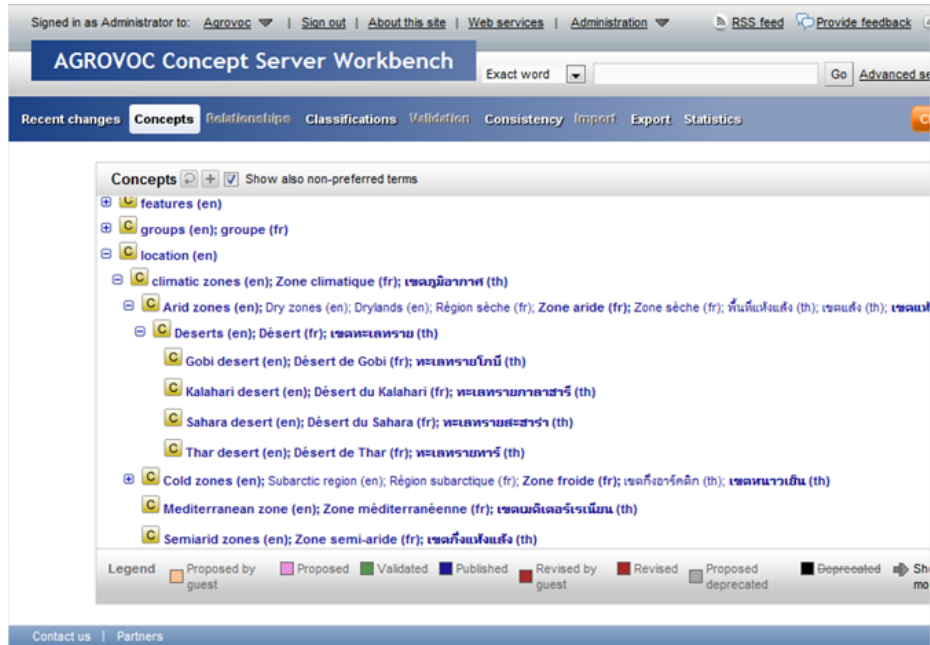 Signed in as Administrator to: Agrovoc | Sign out | About this site | Web services | Administration RSS feed Provide feedback
AGROVOC Concept Server Workbench
Exact word Go Advanced se
Recent changes Concepts Relationships Classifications Validation Consistency Import Export Statistics
Concepts Show also non-preferred terms
C features (en)
C groups (en); groupe (fr)
C location (en)
C climatic zones (en); Zone climatique (fr); เขตภูมิอากาศ (th)
C Arid zones (en); Dry zones (en); Drylands (en); Région sèche (fr); Zone aride (fr); Zone sèche (fr); พื้นที่แห้งแล้ง (th); เขตแล้ง (th); เขตแห้
C Deserts (en); Désert (fr); เขตทะเลทราย (th)
C Gobi desert (en); Désert de Gobi (fr); ทะเลทรายโกบี (th)
C Kalahari desert (en); Désert du Kalahari (fr); ทะเลทรายกาลาฮารี (th)
C Sahara desert (en); Désert du Sahara (fr); ทะเลทรายสะฮาร่า (th)
C Thar desert (en); Désert de Thar (fr); ทะเลทรายทาร์ (th)
C Cold zones (en); Subarctic region (en); Région subarctique (fr); Zone froide (fr); เขตกึ่งอาร์คติก (th); เขตหนาวเย็น (th)
C Mediterranean zone (en); Zone méditerranéenne (fr); เขตเมดิเตอร์เรเนียน (th)
C Semiarid zones (en); Zone semi-aride (fr); เขตกึ่งแห้งแล้ง (th)
Legend Proposed by guest Proposed Validated Published Revised by guest Revised Proposed deprecated Deprecated Sh
mo
Contact us | Partners